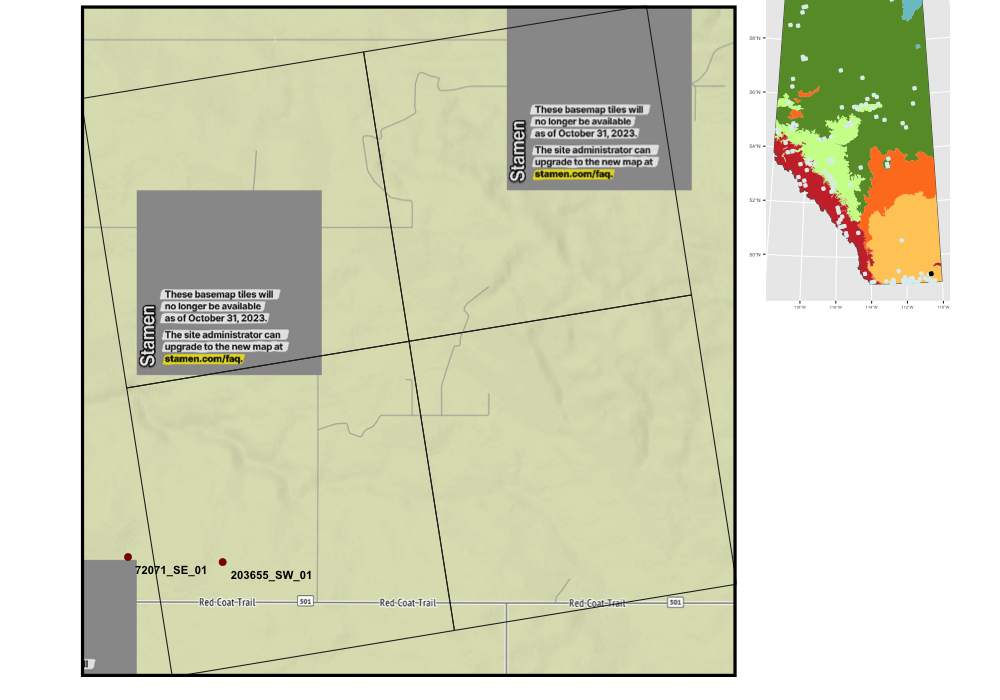 These basemap tiles will
no longer be available
as of October 31, 2023.
The site administrator can
upgrade to the new map at
stamen.com/faq.
Stamen
These basemap tiles will
no longer be available
as of October 31, 2023.
The site administrator can
upgrade to the new map at
stamen.com/faq.
Stamen
72071_SE_01
203655_SW_01
Red Coat Trail
501
Red Coat Trail
Red Coat Trail
501
58°N
56°N
54°N
52°N
50°N
118°W
116°W
114°W
112°W
110°W